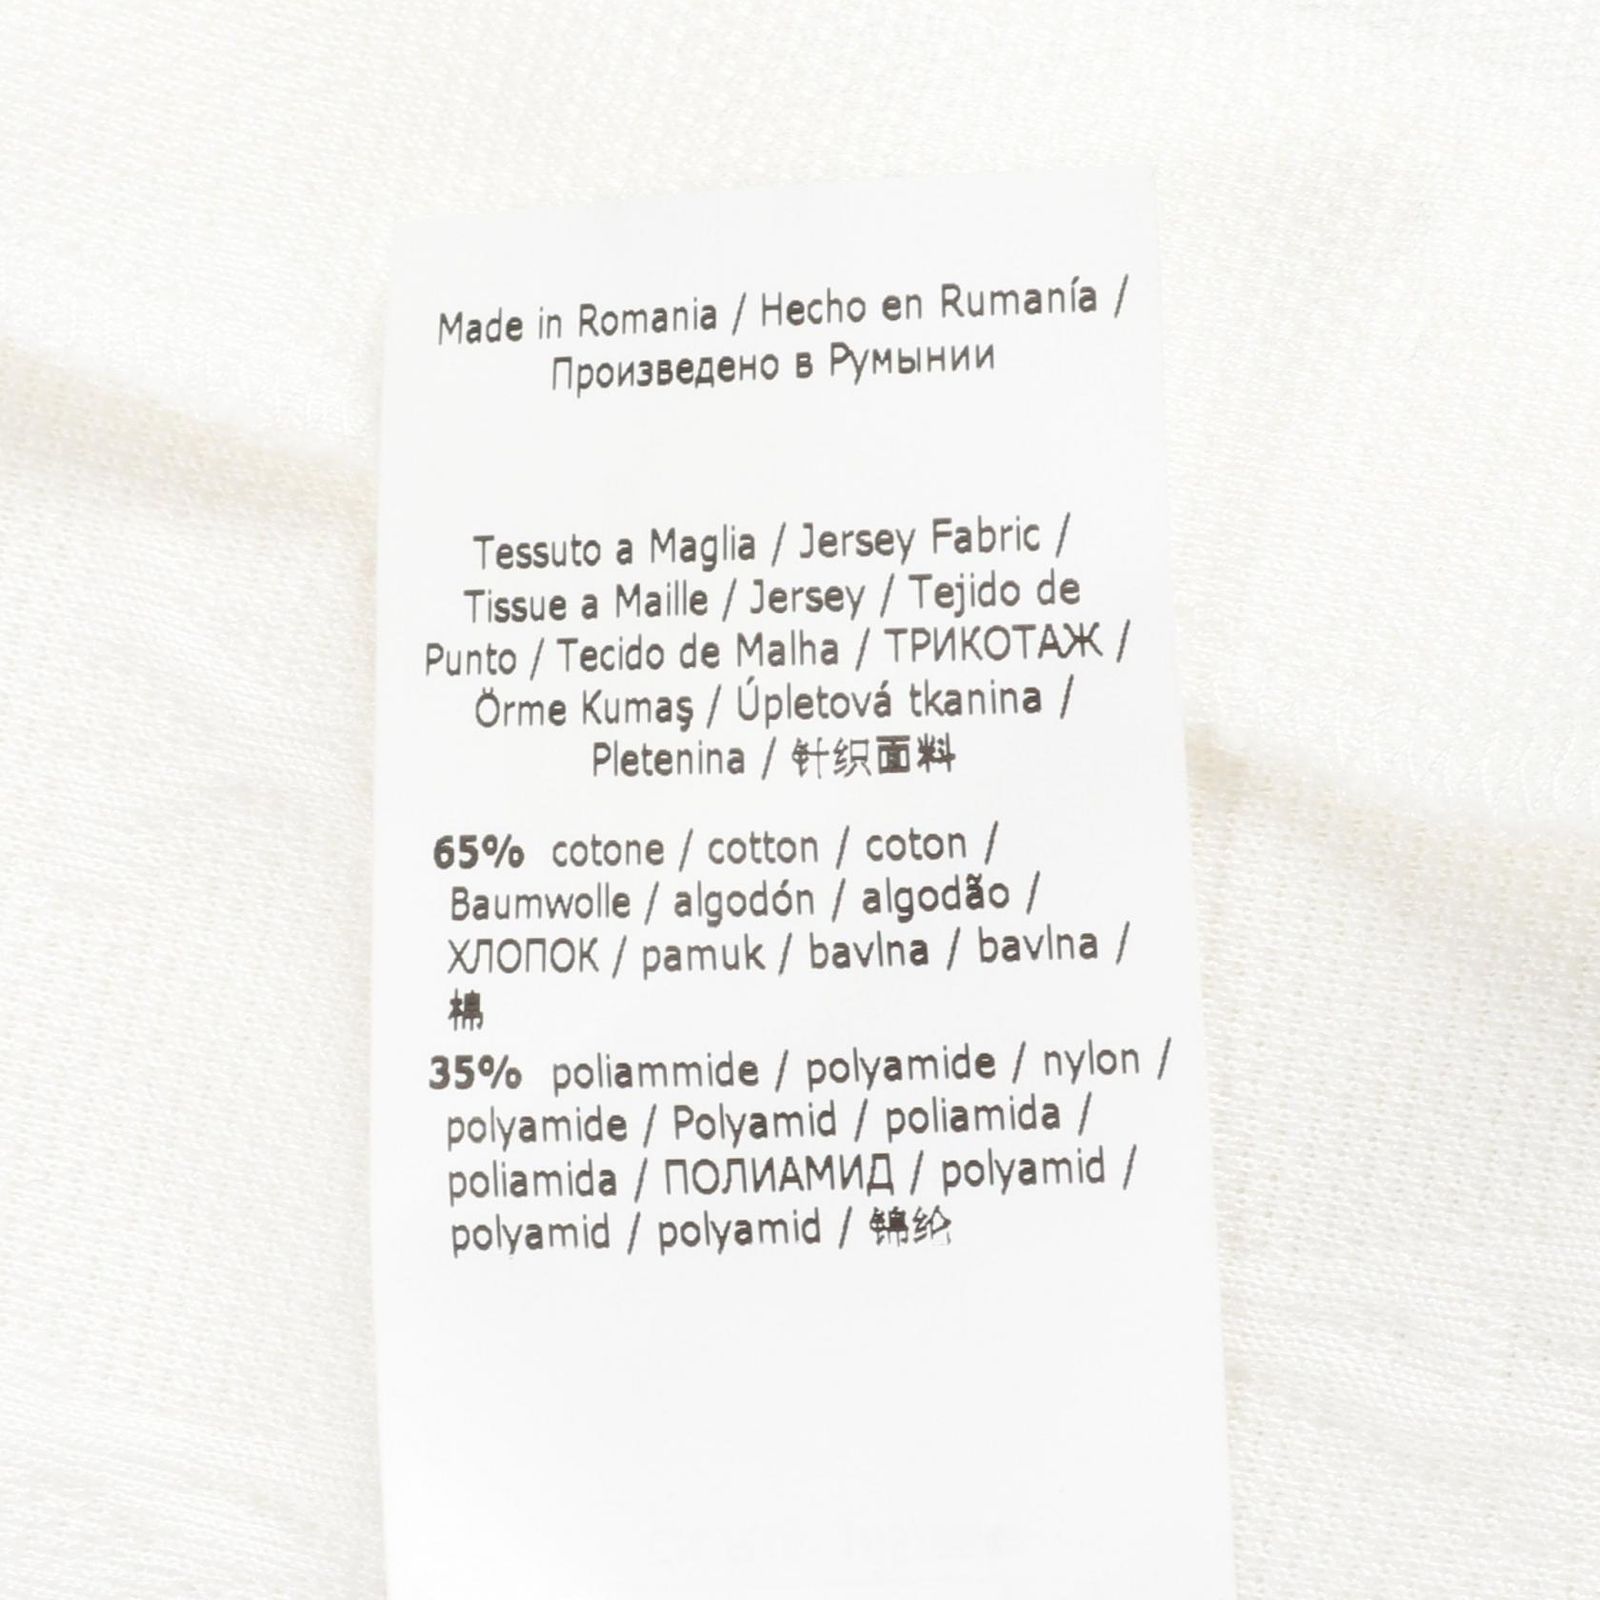 Made in Romania / Hecho en Rumanía /
Произведено в Румынии
Tessuto a Maglia / Jersey Fabric /
Tissue a Maille / Jersey / Tejido de
Punto / Tecido de Malha / ТРИКОТАЖ /
Örme Kumaş / Úpletová tkanina /
Pletenina / 针织面料
65% cotone / cotton / coton /
Baumwolle / algodón / algodão /
ХЛОПОК / pamuk / bavlna / bavlna /
棉
35% poliammide / polyamide / nylon /
polyamide / Polyamid / poliamida /
poliamida / ПОЛИАМИД / polyamid /
polyamid / polyamid / 锦纶